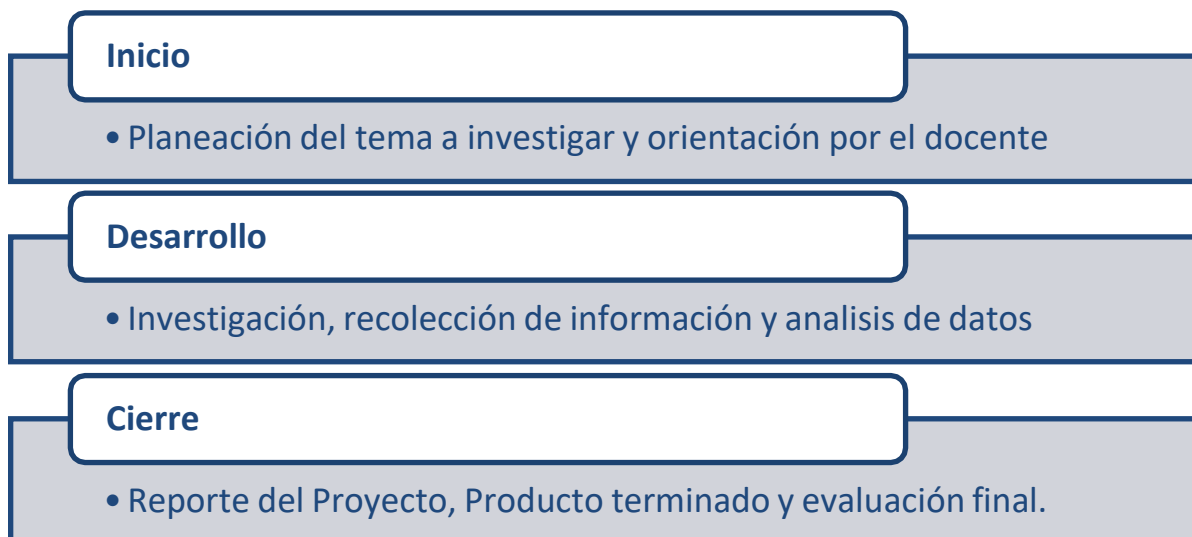 Inicio
• Planeación del tema a investigar y orientación por el docente
Desarrollo
• Investigación, recolección de información y analisis de datos
Cierre
• Reporte del Proyecto, Producto terminado y evaluación final.